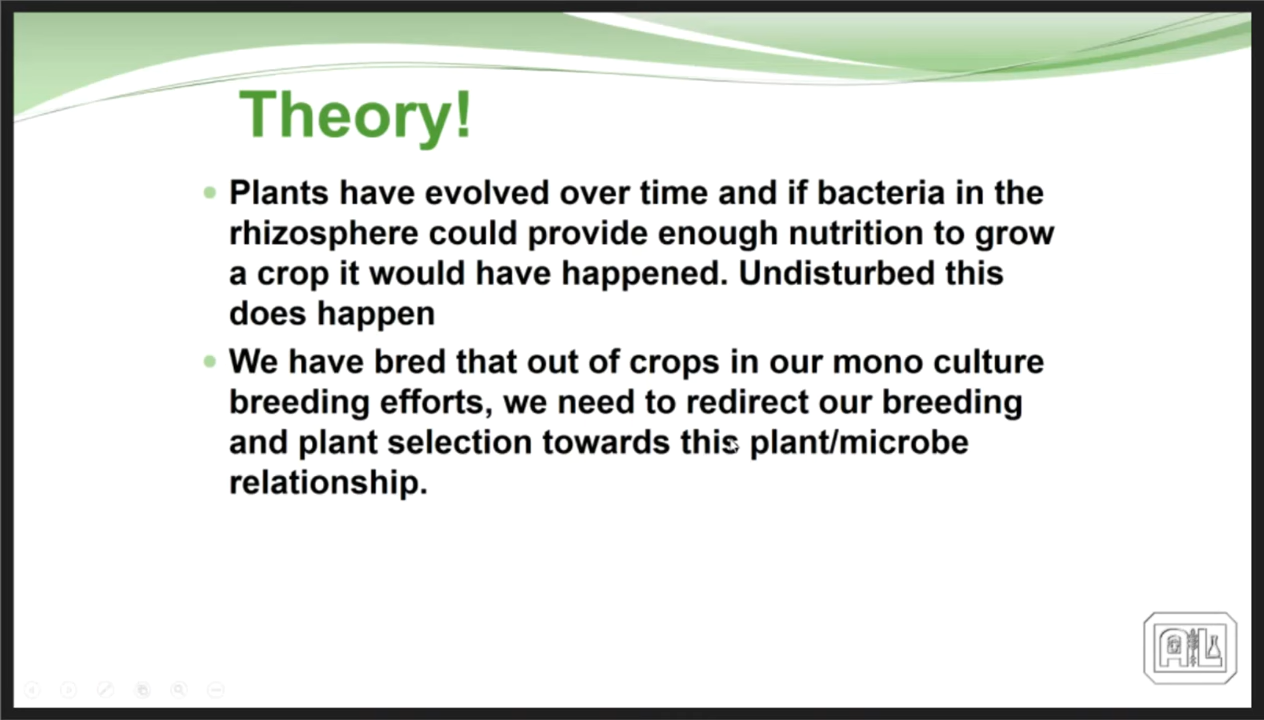 Theory!
Plants have evolved over time and if bacteria in the
rhizosphere could provide enough nutrition to grow
a crop it would have happened. Undisturbed this
does happen
We have bred that out of crops in our mono culture
breeding efforts, we need to redirect our breeding
and plant selection towards this plant/microbe
relationship.
AL